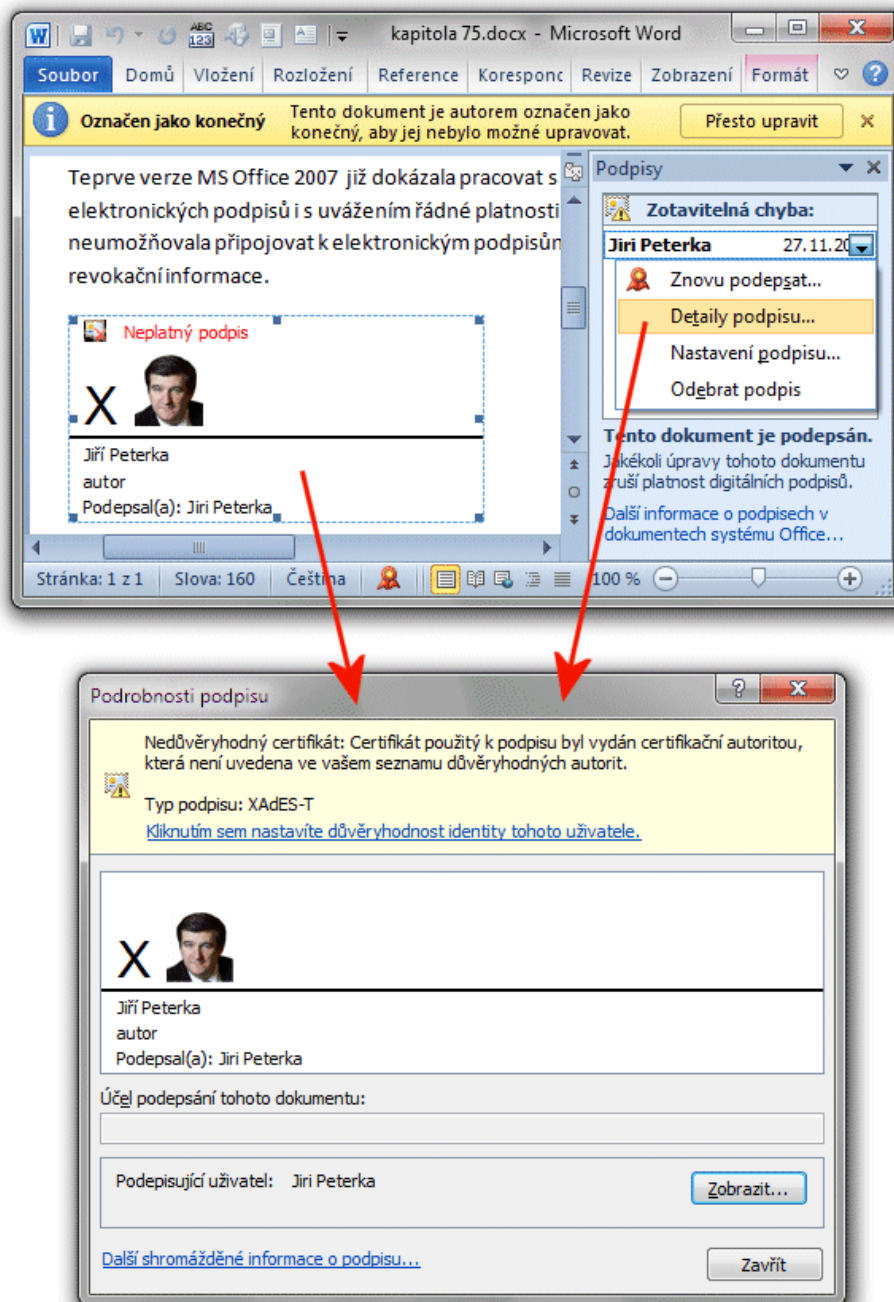 kapitola 75.docx - Microsoft Word
Soubor Domů Vložení Rozložení Reference Koresponc Revize Zobrazení Formát
Označen jako konečný
Tento dokument je autorem označen jako
konečný, aby jej nebylo možné upravovat.
Přesto upravit
Teprve verze MS Office 2007 již dokázala pracovat s
elektronických podpisů i s uvážením řádné platnosti
neumožňovala připojovat k elektronickým podpisům
revokační informace.
Neplatný podpis
X
Jiří Peterka
autor
Podepsal(a): Jiri Peterka
Podpisy
Zotavitelná chyba:
Jiri Peterka 27.11.20
Znovu podepsat...
Detaily podpisu...
Nastavení podpisu...
Odebrat podpis
Tento dokument je podepsán.
Jakékoli úpravy tohoto dokumentu
zruší platnost digitálních podpisů.
Další informace o podpisech v
dokumentech systému Office...
Stránka: 1 z 1 Slova: 160 Čeština 100 %
Podrobnosti podpisu
Nedůvěryhodný certifikát: Certifikát použitý k podpisu byl vydán certifikační autoritou,
která není uvedena ve vašem seznamu důvěryhodných autorit.
Typ podpisu: XAdES-T
Kliknutím sem nastavíte důvěryhodnost identity tohoto uživatele.
X
Jiří Peterka
autor
Podepsal(a): Jiri Peterka
Účel podepsání tohoto dokumentu:
Podepisující uživatel: Jiri Peterka
Zobrazit...
Další shromážděné informace o podpisu...
Zavřít